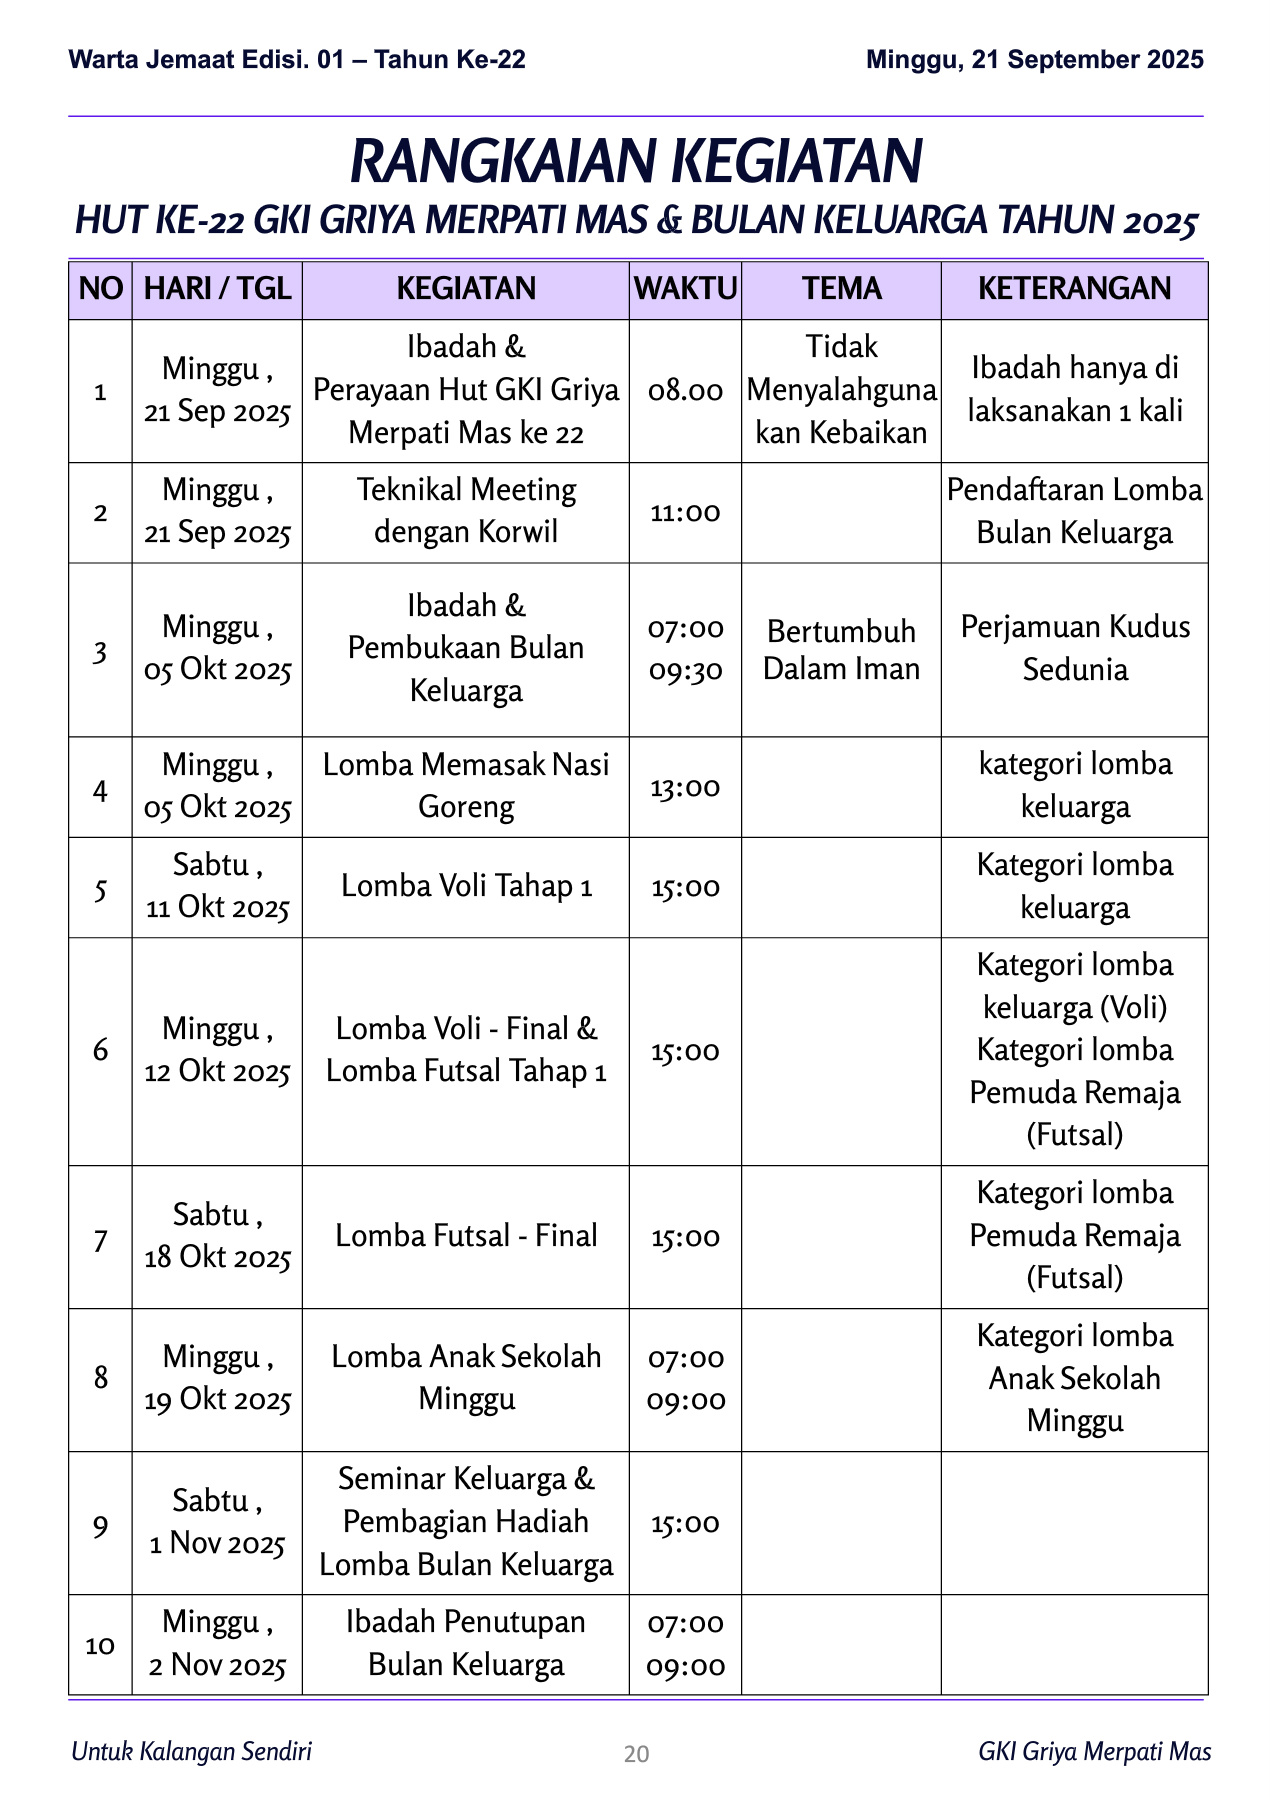 Warta Jemaat Edisi. 01 – Tahun Ke-22
Minggu, 21 September 2025
RANGKAIAN KEGIATAN
HUT KE-22 GKI GRIYA MERPATI MAS & BULAN KELUARGA TAHUN 2025
NO HARI / TGL KEGIATAN WAKTU TEMA KETERANGAN
1
Minggu ,
21 Sep 2025
Ibadah &
Perayaan Hut GKI Griya
Merpati Mas ke 22
08.00
Tidak
Menyalahguna
kan Kebaikan
Ibadah hanya di
laksanakan 1 kali
2
Minggu ,
21 Sep 2025
Teknikal Meeting
dengan Korwil
11:00
Pendaftaran Lomba
Bulan Keluarga
3
Minggu ,
05 Okt 2025
Ibadah &
Pembukaan Bulan
Keluarga
07:00
09:30
Bertumbuh
Dalam Iman
Perjamuan Kudus
Sedunia
4
Minggu ,
05 Okt 2025
Lomba Memasak Nasi
Goreng
13:00
kategori lomba
keluarga
5
Sabtu ,
11 Okt 2025
Lomba Voli Tahap 1
15:00
Kategori lomba
keluarga
6
Minggu ,
12 Okt 2025
Lomba Voli - Final &
Lomba Futsal Tahap 1
15:00
Kategori lomba
keluarga (Voli)
Kategori lomba
Pemuda Remaja
(Futsal)
7
Sabtu ,
18 Okt 2025
Lomba Futsal - Final
15:00
Kategori lomba
Pemuda Remaja
(Futsal)
8
Minggu ,
19 Okt 2025
Lomba Anak Sekolah
Minggu
07:00
09:00
Kategori lomba
Anak Sekolah
Minggu
9
Sabtu ,
1 Nov 2025
Seminar Keluarga &
Pembagian Hadiah
Lomba Bulan Keluarga
15:00
10
Minggu ,
2 Nov 2025
Ibadah Penutupan
Bulan Keluarga
07:00
09:00
Untuk Kalangan Sendiri
20
GKI Griya Merpati Mas